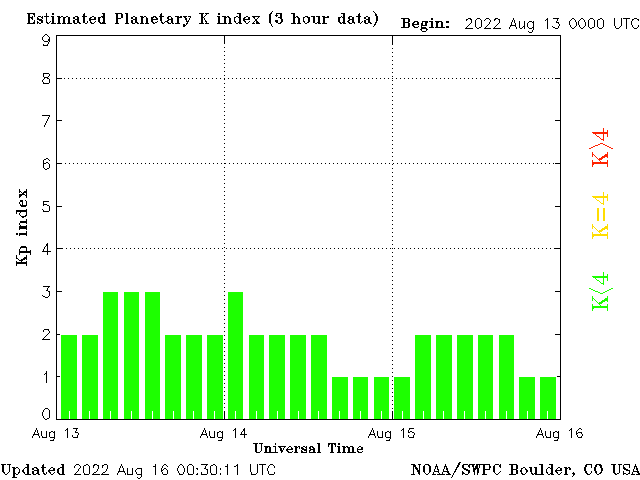 Estimated Planetary K index (3 hour data) Begin: 2022 Aug 13 0000 UTC
9
8
7
6
5
4
3
2
1
0
Kp index
K>4
K=4
K<4
Aug 13 Aug 14 Aug 15 Aug 16
Universal Time
Updated 2022 Aug 16 00:30:11 UTC NOAA/SWPC Boulder, CO USA